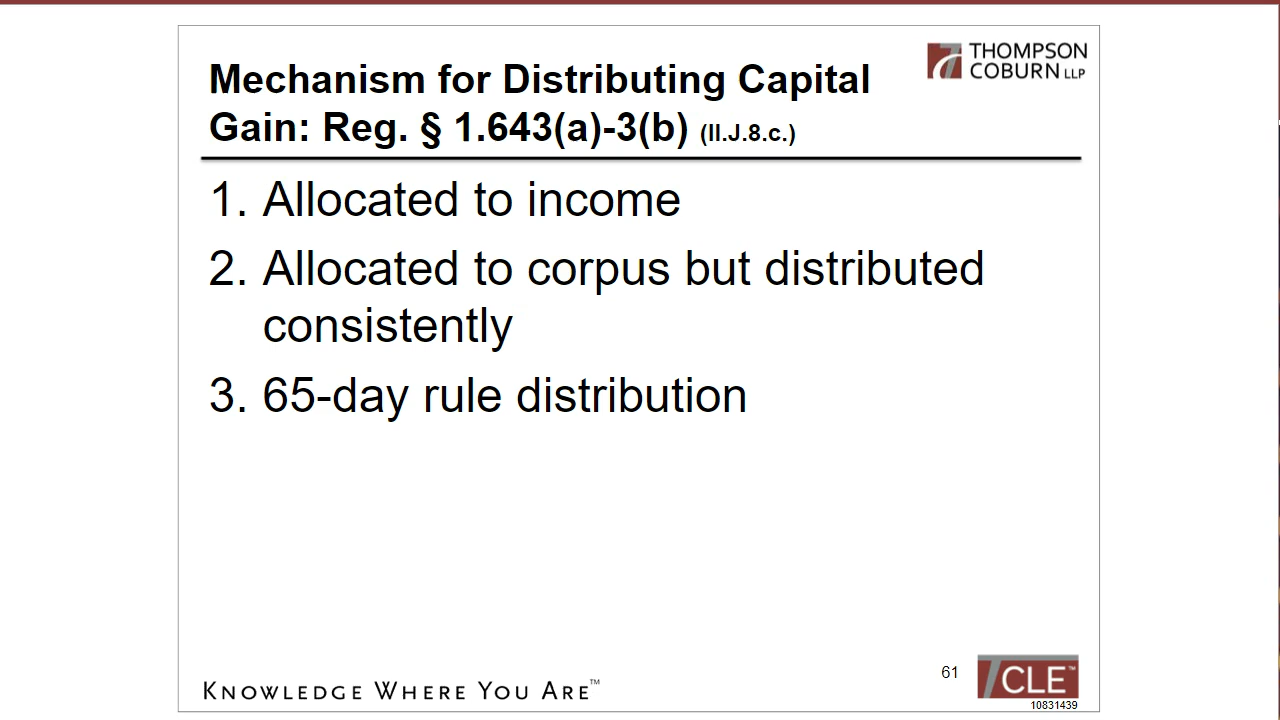 THOMPSON
COBURN LLP
Mechanism for Distributing Capital
Gain: Reg. § 1.643(a)-3(b) (II.J.8.c.)
1. Allocated to income
2. Allocated to corpus but distributed
consistently
3. 65-day rule distribution
KNOWLEDGE WHERE YOU ARE™
61
TCLE™
10831439